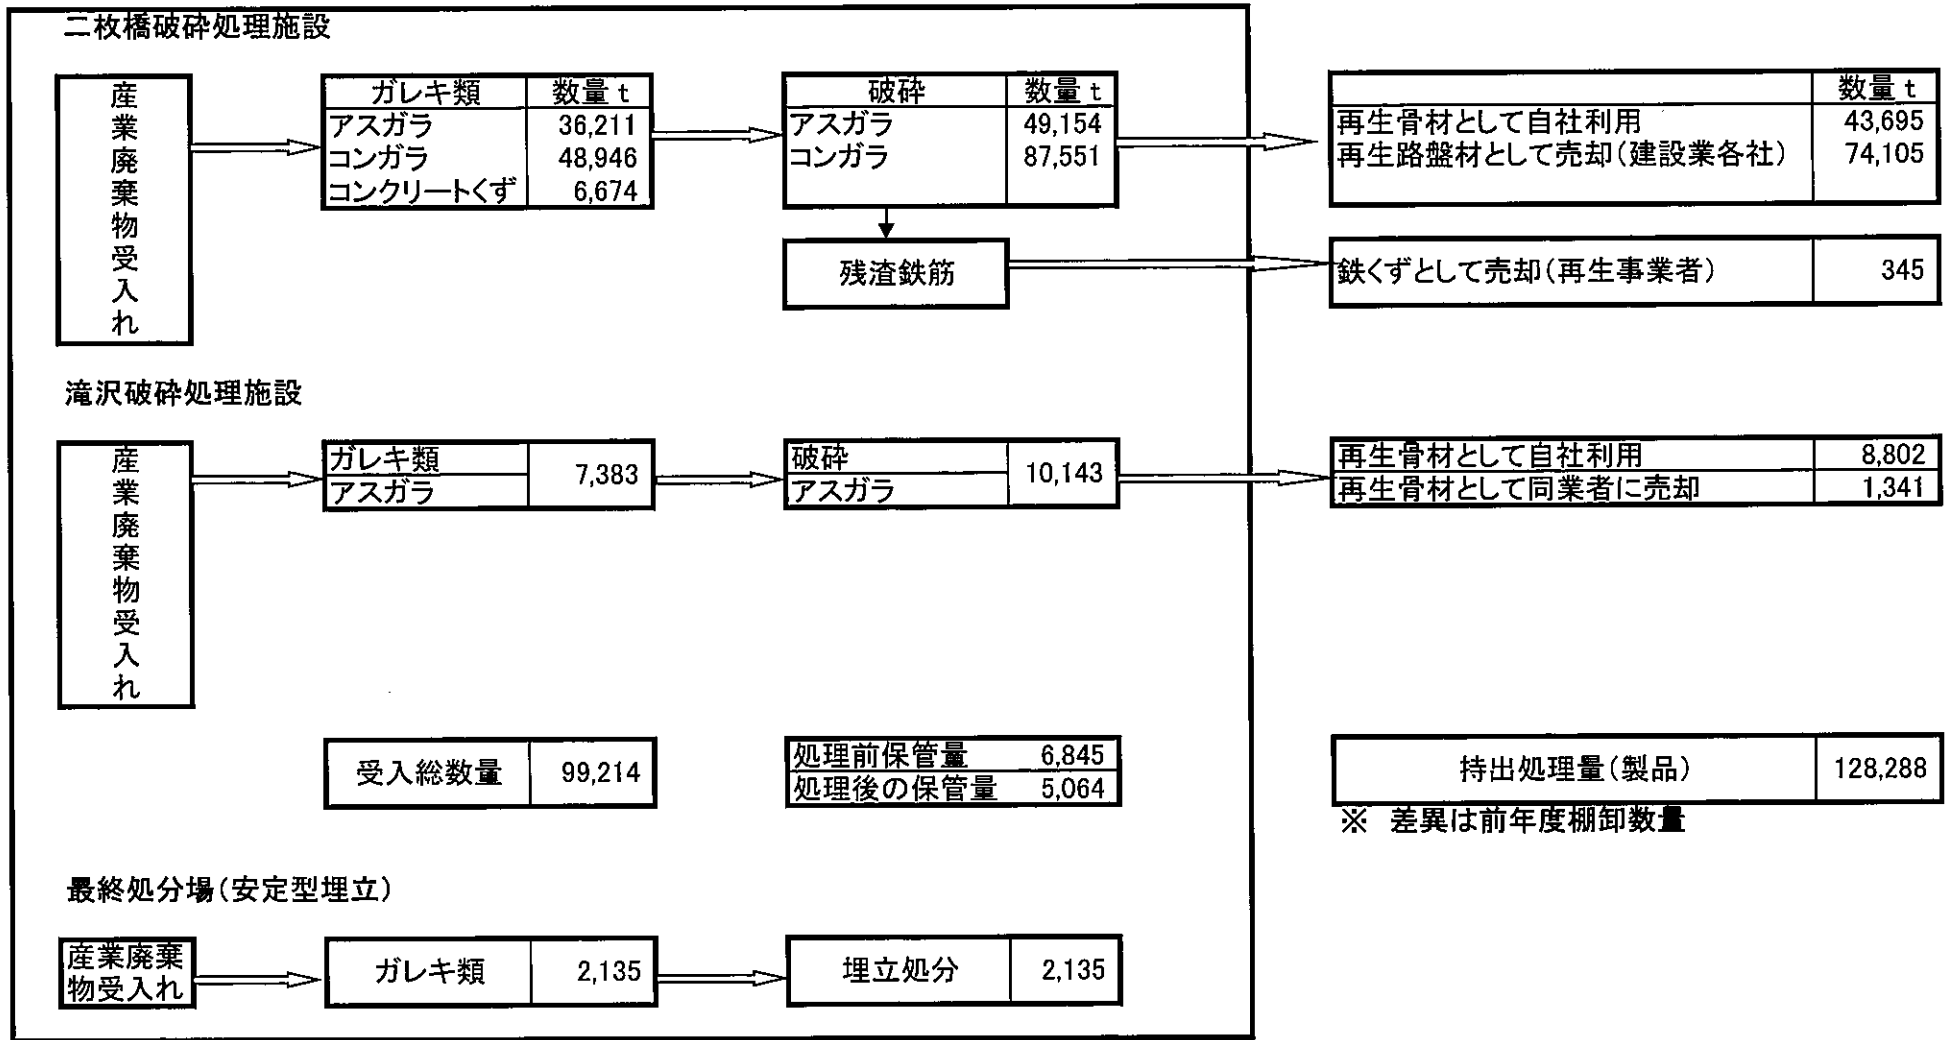 二枚橋破砕処理施設
産業廃棄物受入れ
ガレキ類 数量 t
アスガラ 36,211
コンガラ 48,946
コンクリートくず 6,674
破砕 数量 t
アスガラ 49,154
コンガラ 87,551
数量 t
再生骨材として自社利用 43,695
再生路盤材として売却(建設業各社) 74,105
残渣鉄筋
鉄くずとして売却(再生事業者) 345
滝沢破砕処理施設
産業廃棄物受入れ
ガレキ類 7,383
アスガラ
破砕 10,143
アスガラ
再生骨材として自社利用 8,802
再生骨材として同業者に売却 1,341
受入総数量 99,214
処理前保管量 6,845
処理後の保管量 5,064
持出処理量(製品) 128,288
※ 差異は前年度棚卸数量
最終処分場(安定型埋立)
産業廃棄
物受入れ
ガレキ類 2,135
埋立処分 2,135